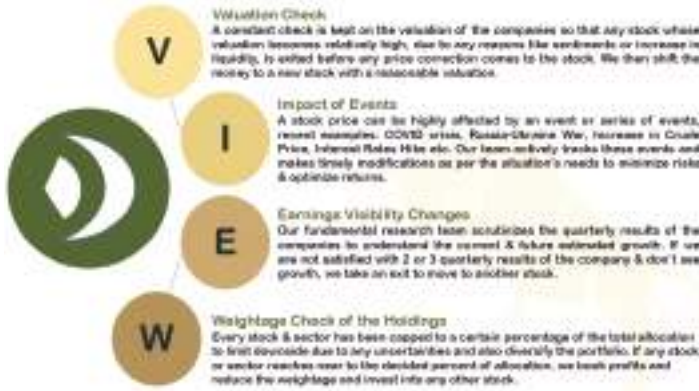 V
Valuation Check
A constant check is kept on the valuation of the companies so that any stock whose
valuation becomes relatively high, due to any reasons like sentiments or increase in
liquidity, is exited before any price correction comes to the stock. We then shift the
money to a new stock with a reasonable valuation.
I
Impact of Events
A stock price can be highly affected by an event or series of events,
recent examples: COVID crisis, Russia-Ukraine War, Increase in Crude
Price, Interest Rates Hike etc. Our team actively tracks these events and
makes timely modifications as per the situation's needs to minimize risks
& optimize returns.
E
Earnings Visibility Changes
Our fundamental research team scrutinizes the quarterly results of the
companies to understand the current & future estimated growth. If we
are not satisfied with 2 or 3 quarterly results of the company & don't see
growth, we take an exit to move to another stock.
W
Weightage Check of the Holdings
Every stock & sector has been capped to a certain percentage of the total allocation
to limit downside due to any uncertainties and also diversify the portfolio. If any stock
or sector reaches near to the decided percent of allocation, we book profits and
reduce the weightage and invest into any other stock.